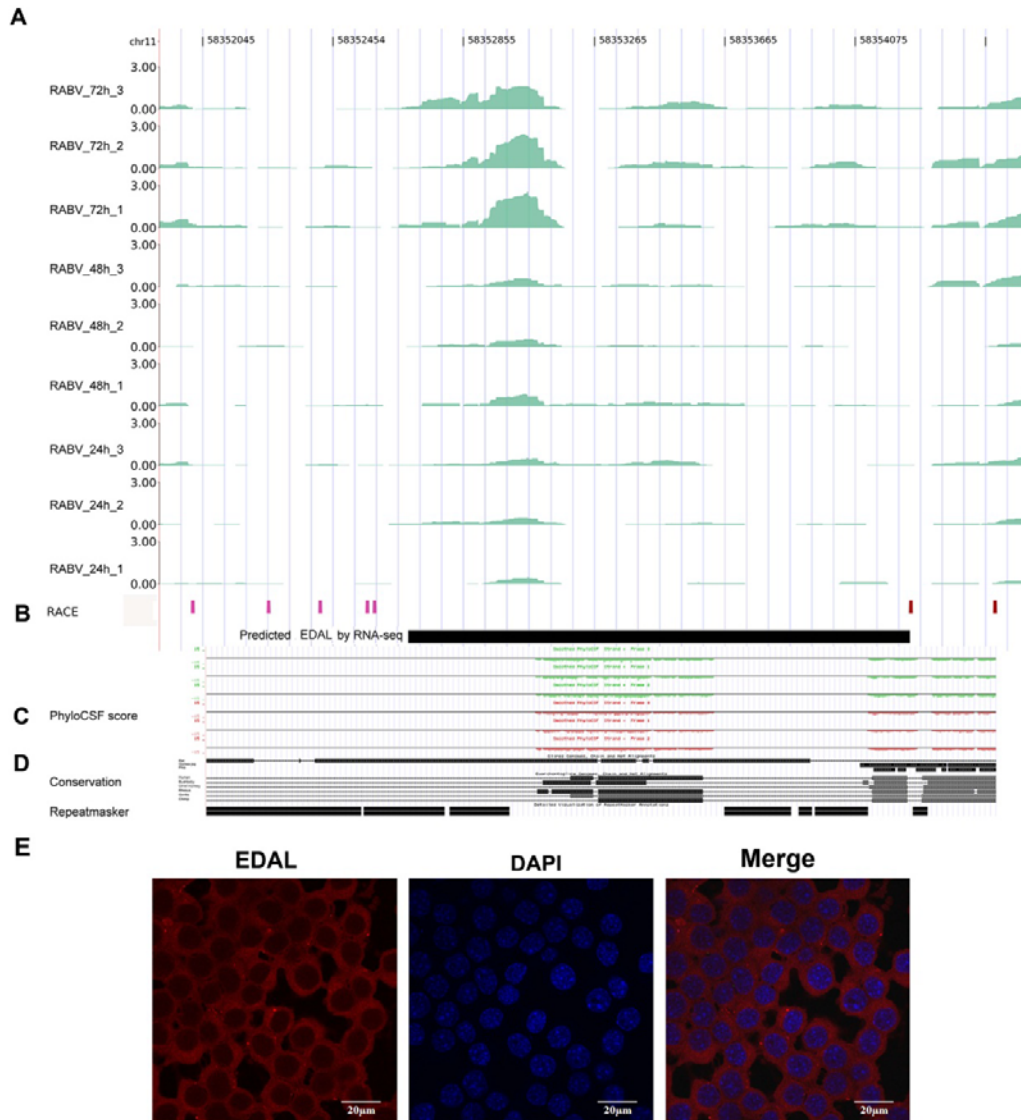 A
chr11 58352045 58352454 58352855 58353265 58353665 58354075
3.00
RABV_72h_3
0.00
3.00
RABV_72h_2
0.00
3.00
RABV_72h_1
0.00
3.00
RABV_48h_3
0.00
3.00
RABV_48h_2
0.00
3.00
RABV_48h_1
0.00
3.00
RABV_24h_3
0.00
3.00
RABV_24h_2
0.00
3.00
RABV_24h_1
0.00
B RACE
Predicted EDAL by RNA-seq
C PhyloCSF score
D
Conservation
Repeatmasker
E
EDAL DAPI Merge
20µm 20µm 20µm